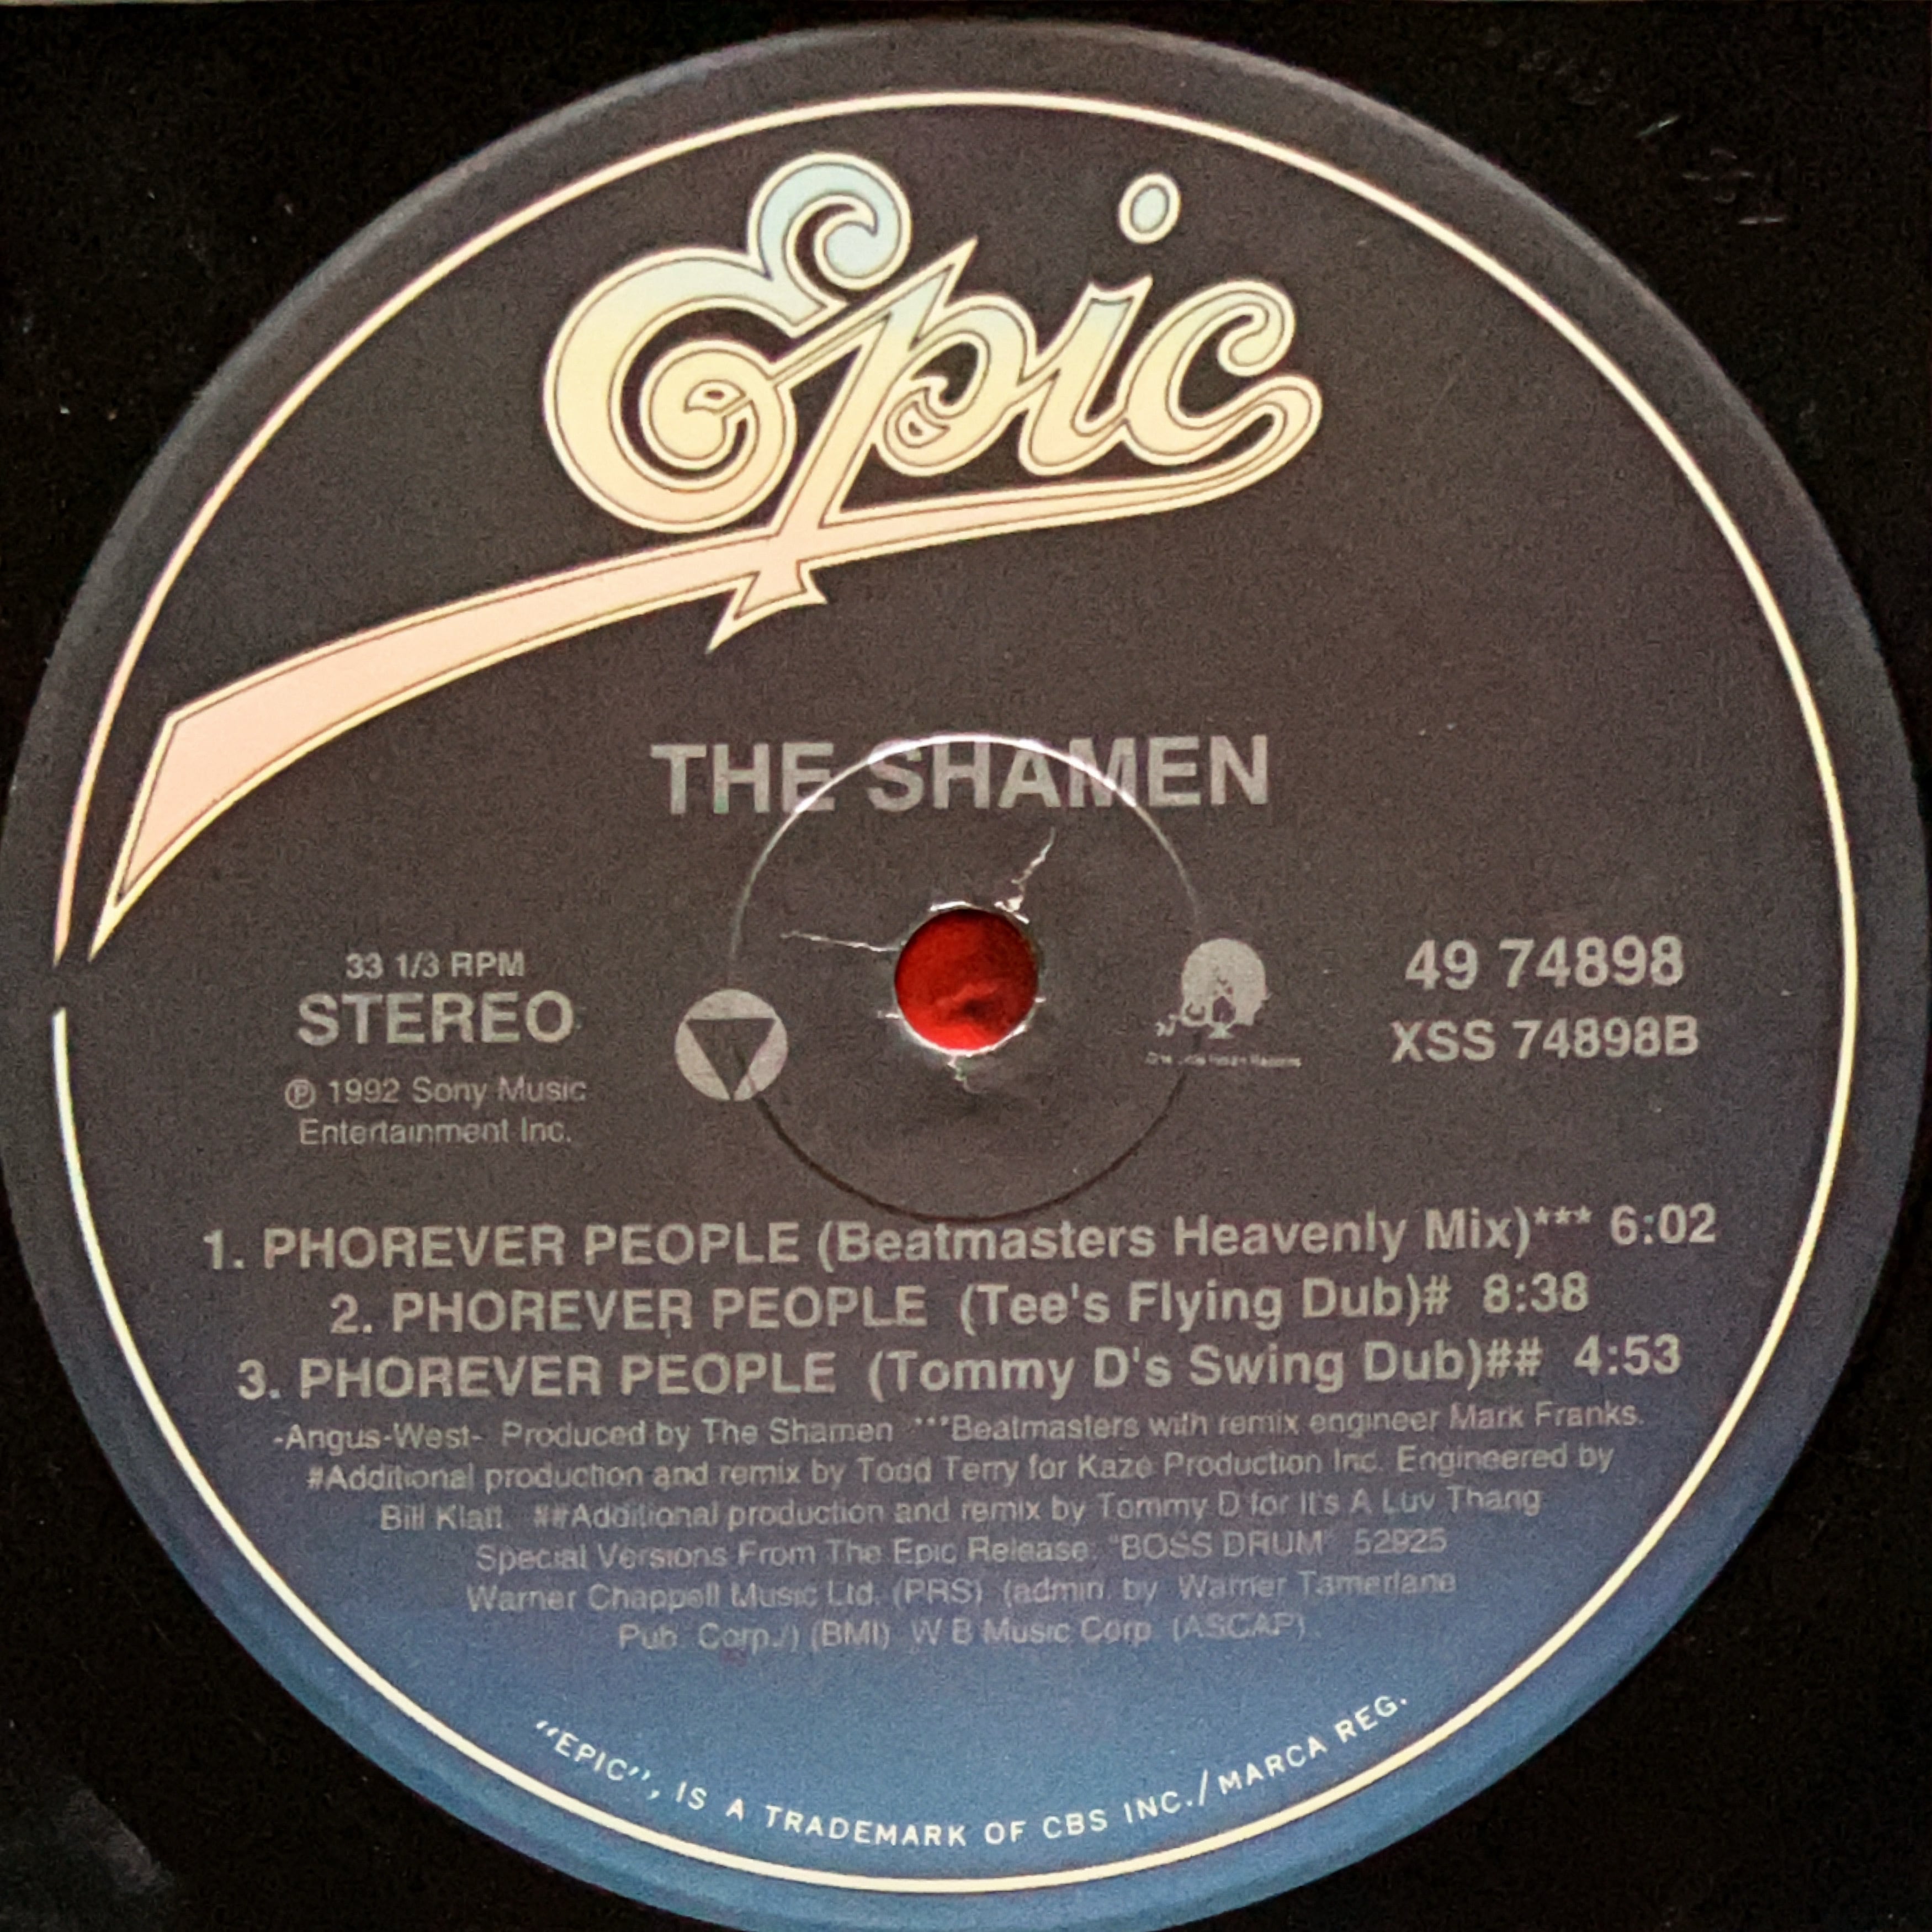 Epic
THE SHAMEN
33 1/3 RPM
STEREO
℗ 1992 Sony Music
Entertainment Inc.
49 74898
XSS 74898B
1. PHOREVER PEOPLE (Beatmasters Heavenly Mix)*** 6:02
2. PHOREVER PEOPLE (Tee's Flying Dub)# 8:38
3. PHOREVER PEOPLE (Tommy D's Swing Dub)## 4:53
-Angus-West- Produced by The Shamen ***Beatmasters with remix engineer Mark Franks.
#Additional production and remix by Todd Terry for Kaze Production Inc. Engineered by
Bill Klatt. ##Additional production and remix by Tommy D for It's A Luv Thang
Special Versions From The Epic Release: "BOSS DRUM" 52925
Warner Chappell Music Ltd. (PRS) (admin. by Warner Tamerlane
Pub. Corp./) (BMI) W B Music Corp. (ASCAP)
"EPIC", IS A TRADEMARK OF CBS INC./MARCA REG.